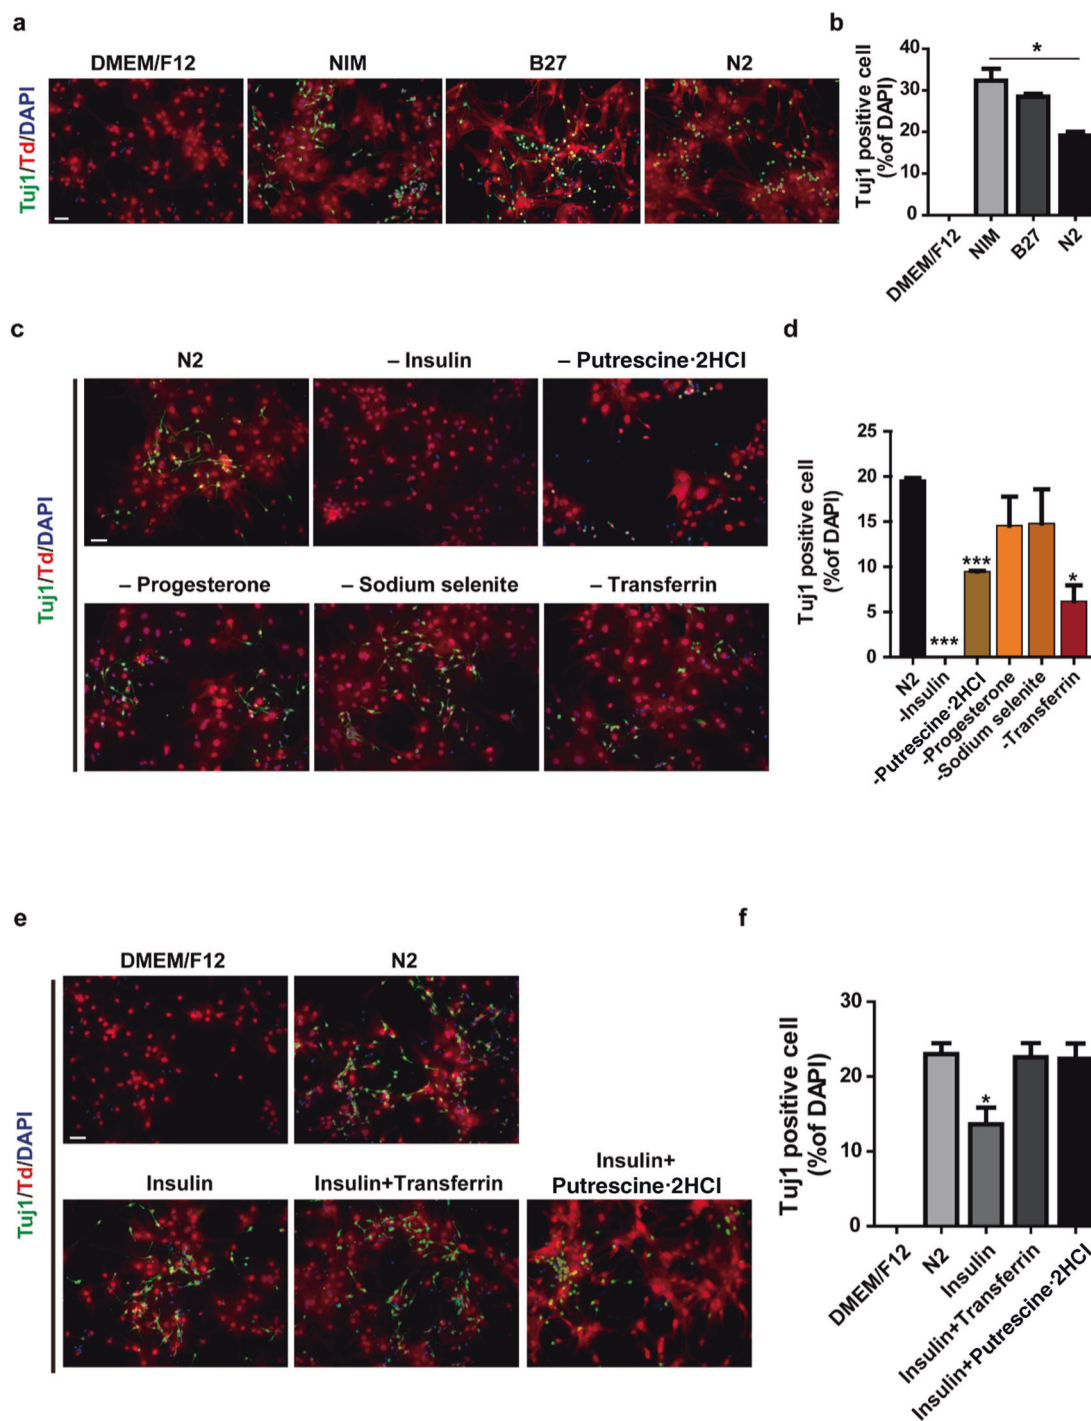 a
DMEM/F12
NIM
B27
N2
Tuj1/Td/DAPI
b
Tuj1 positive cell
(%of DAPI)
40
30
20
10
0
*
DMEM/F12
NIM
B27
N2
c
N2
– Insulin
– Putrescine·2HCl
Tuj1/Td/DAPI
– Progesterone
– Sodium selenite
– Transferrin
d
Tuj1 positive cell
(%of DAPI)
25
20
15
10
5
0
***
***
*
N2
-Insulin
-Putrescine·2HCl
-Progesterone
-Sodium selenite
-Transferrin
e
DMEM/F12
N2
Tuj1/Td/DAPI
Insulin
Insulin+Transferrin
Insulin+
Putrescine·2HCl
f
Tuj1 positive cell
(%of DAPI)
30
20
10
0
*
DMEM/F12
N2
Insulin
Insulin+Transferrin
Insulin+Putrescine·2HCl